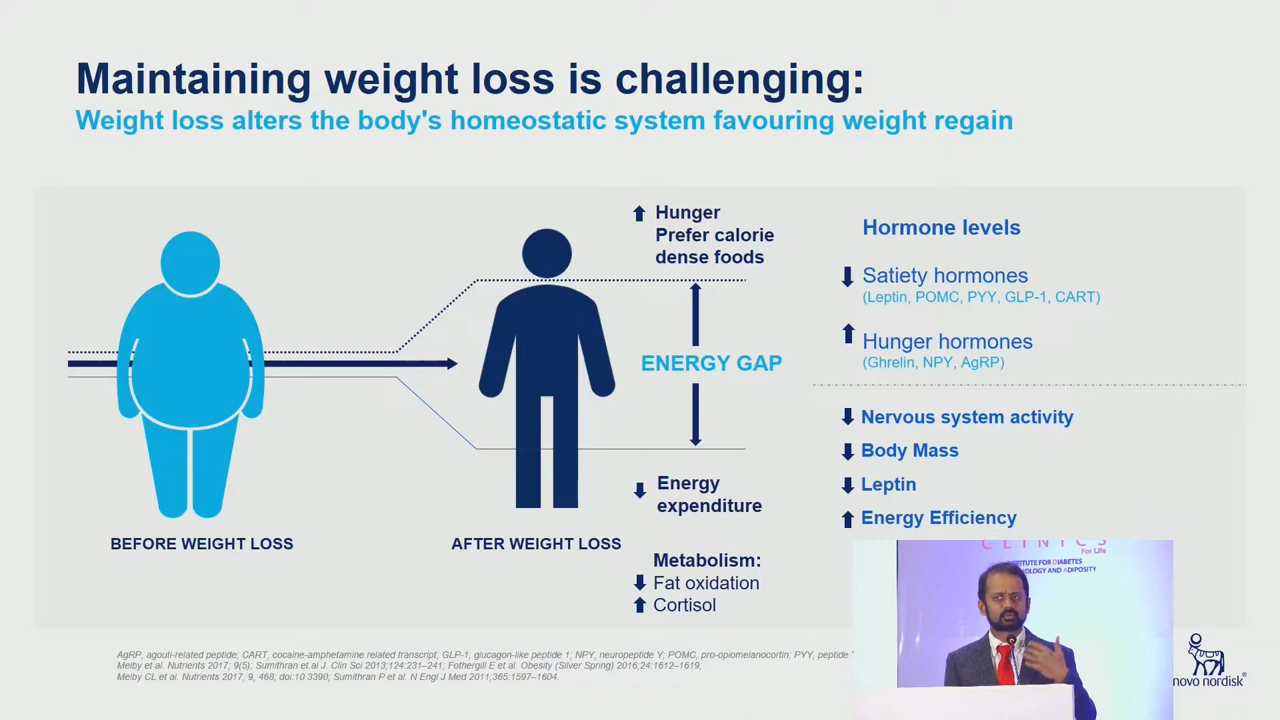 Maintaining weight loss is challenging:
Weight loss alters the body's homeostatic system favouring weight regain
BEFORE WEIGHT LOSS
AFTER WEIGHT LOSS
Hunger
Prefer calorie
dense foods
ENERGY GAP
Energy
expenditure
Metabolism:
Fat oxidation
Cortisol
Hormone levels
Satiety hormones
(Leptin, POMC, PYY, GLP-1, CART)
Hunger hormones
(Ghrelin, NPY, AgRP)
Nervous system activity
Body Mass
Leptin
Energy Efficiency
CLINICS
For Life
INSTITUTE FOR DIABETES
AND ADIPOSITY
AgRP, agouti-related peptide; CART, cocaine-amphetamine related transcript; GLP-1, glucagon-like peptide 1; NPY, neuropeptide Y; POMC, pro-opiomelanocortin; PYY, peptide
Melby et al. Nutrients 2017; 9(5); Sumithran et.al J. Clin Sci 2013;124:231–241; Fothergill E et al. Obesity (Silver Spring) 2016;24:1612–1619;
Melby CL et al. Nutrients 2017, 9, 468; doi:10.3390; Sumithran P et al. N Engl J Med 2011;365:1597–1604.
novo nordisk®